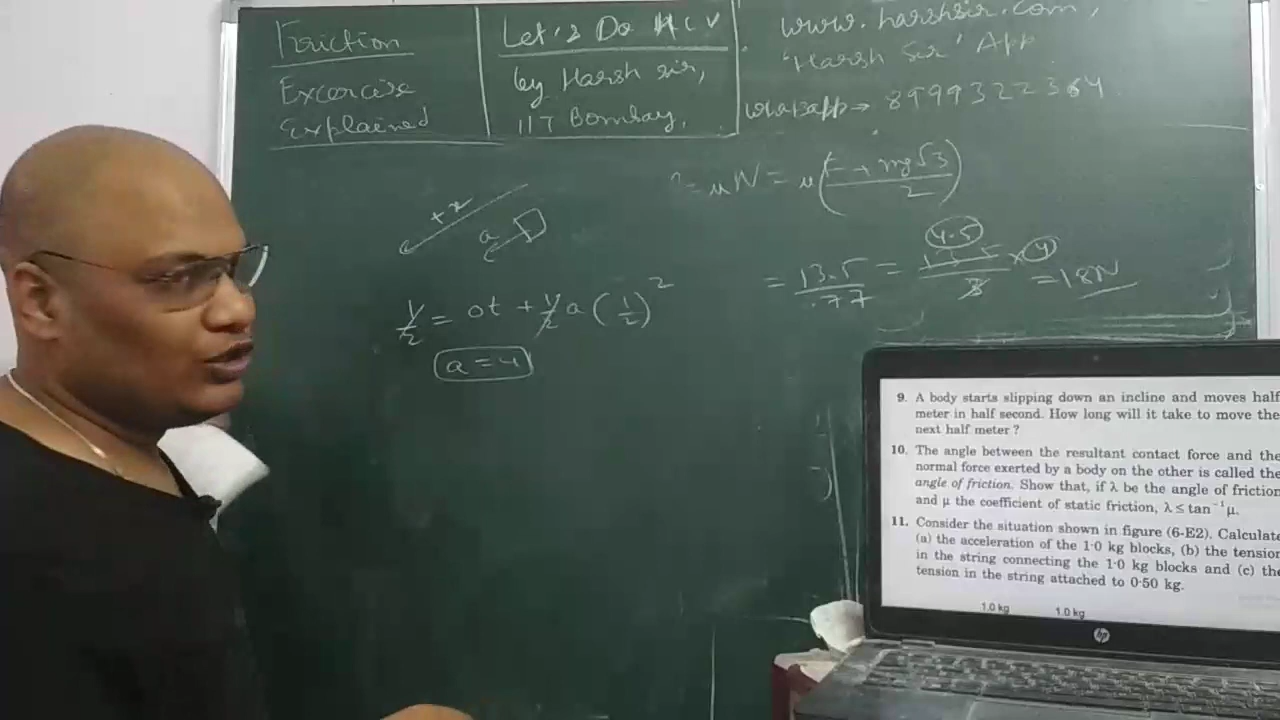 Friction
Excercise
Explained
Let's Do HCV
by Harsh sir,
IIT Bombay,
www.harshsir.com,
'Harsh Sir' App
whatsapp → 8999322364
= μN = μ( + mg√3 / 2)
+x
a
1/2 = 0t + 1/2 a (1/2)²
a = 4
= 13.5/.77 = × 4 = 18N
4.5
9. A body starts slipping down an incline and moves half
meter in half second. How long will it take to move the
next half meter ?
10. The angle between the resultant contact force and the
normal force exerted by a body on the other is called the
angle of friction. Show that, if λ be the angle of friction
and μ the coefficient of static friction, λ ≤ tan⁻¹μ.
11. Consider the situation shown in figure (6-E2). Calculate
(a) the acceleration of the 1·0 kg blocks, (b) the tension
in the string connecting the 1·0 kg blocks and (c) the
tension in the string attached to 0·50 kg.
1.0 kg 1.0 kg
hp